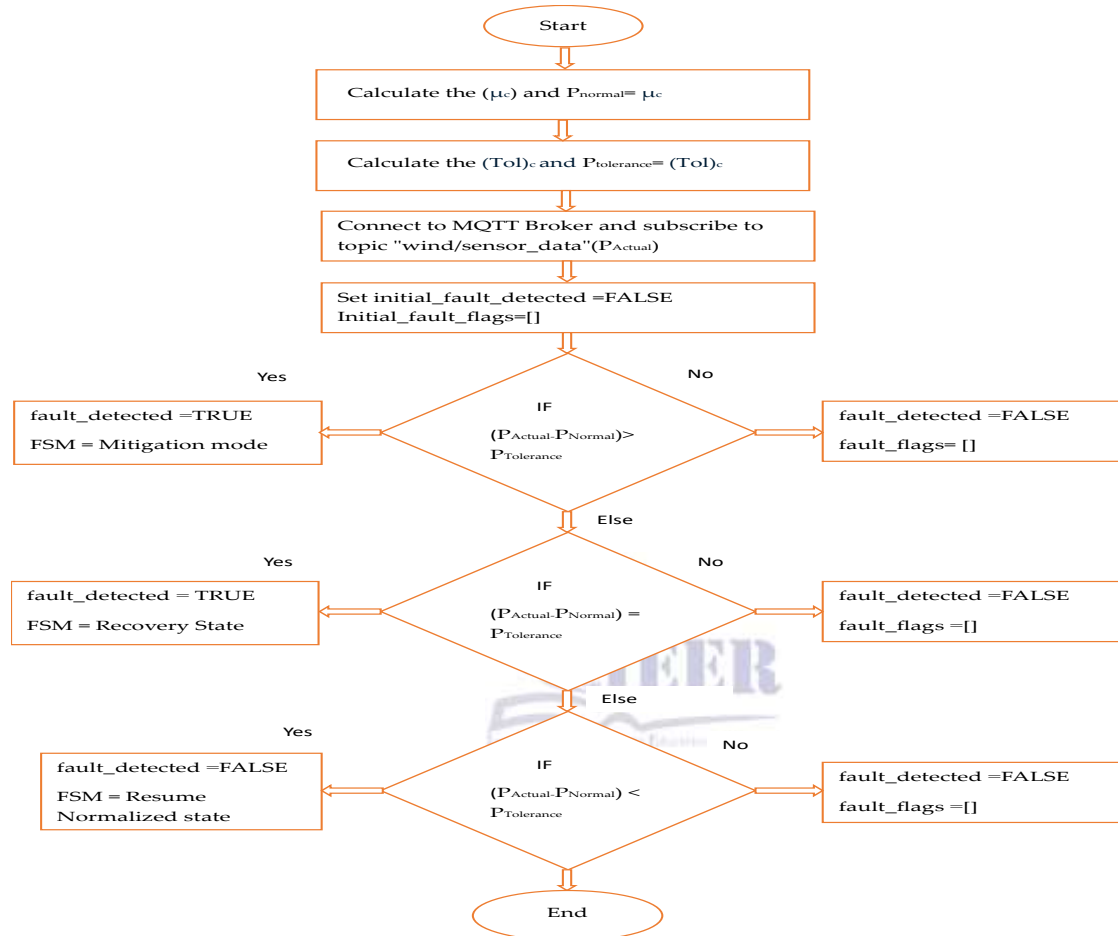 Start
Calculate the (μc) and Pnormal= μc
Calculate the (Tol)c and Ptolerance= (Tol)c
Connect to MQTT Broker and subscribe to
topic "wind/sensor_data"(PActual)
Set initial_fault_detected =FALSE
Initial_fault_flags=[]
Yes
No
fault_detected =TRUE
FSM = Mitigation mode
IF
(PActual-PNormal)>
PTolerance
fault_detected =FALSE
fault_flags= []
Else
Yes
No
fault_detected = TRUE
FSM = Recovery State
IF
(PActual-PNormal) =
PTolerance
fault_detected =FALSE
fault_flags =[]
Else
Yes
No
fault_detected =FALSE
FSM = Resume
Normalized state
IF
(PActual-PNormal) <
PTolerance
fault_detected =FALSE
fault_flags =[]
End